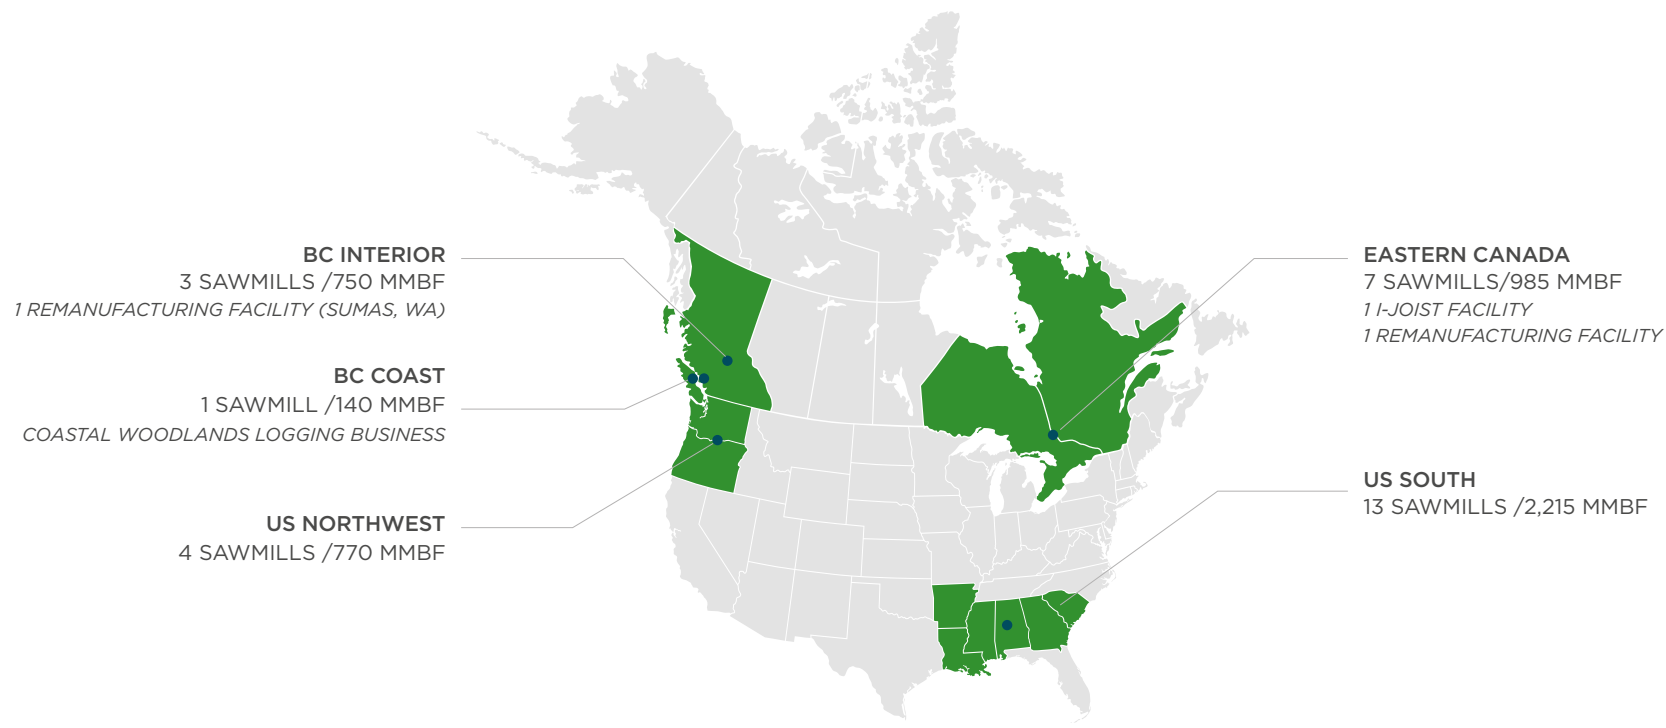 BC INTERIOR
3 SAWMILLS /750 MMBF
1 REMANUFACTURING FACILITY (SUMAS, WA)
BC COAST
1 SAWMILL /140 MMBF
COASTAL WOODLANDS LOGGING BUSINESS
US NORTHWEST
4 SAWMILLS /770 MMBF
EASTERN CANADA
7 SAWMILLS/985 MMBF
1 I-JOIST FACILITY
1 REMANUFACTURING FACILITY
US SOUTH
13 SAWMILLS /2,215 MMBF